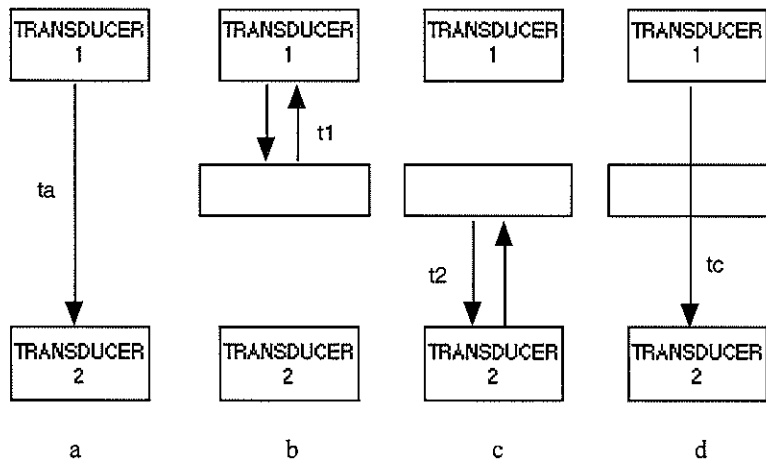 TRANSDUCER
1
TRANSDUCER
1
TRANSDUCER
1
TRANSDUCER
1
t1
ta
t2
tc
TRANSDUCER
2
TRANSDUCER
2
TRANSDUCER
2
TRANSDUCER
2
a
b
c
d